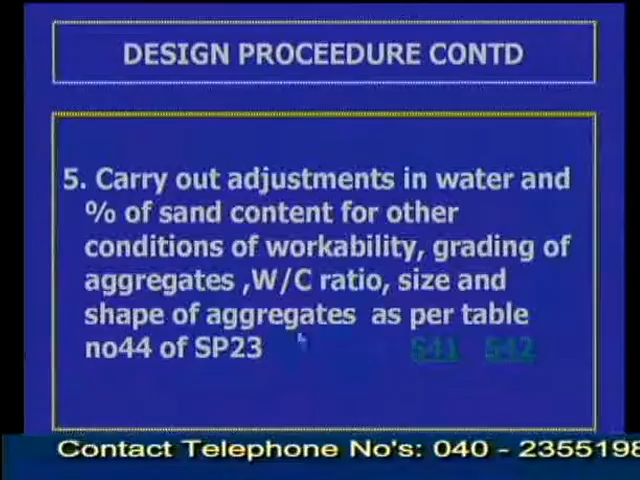 DESIGN PROCEEDURE CONTD
5. Carry out adjustments in water and
% of sand content for other
conditions of workability, grading of
aggregates ,W/C ratio, size and
shape of aggregates as per table
no44 of SP23 S41 S42
Contact Telephone No's: 040 - 2355198